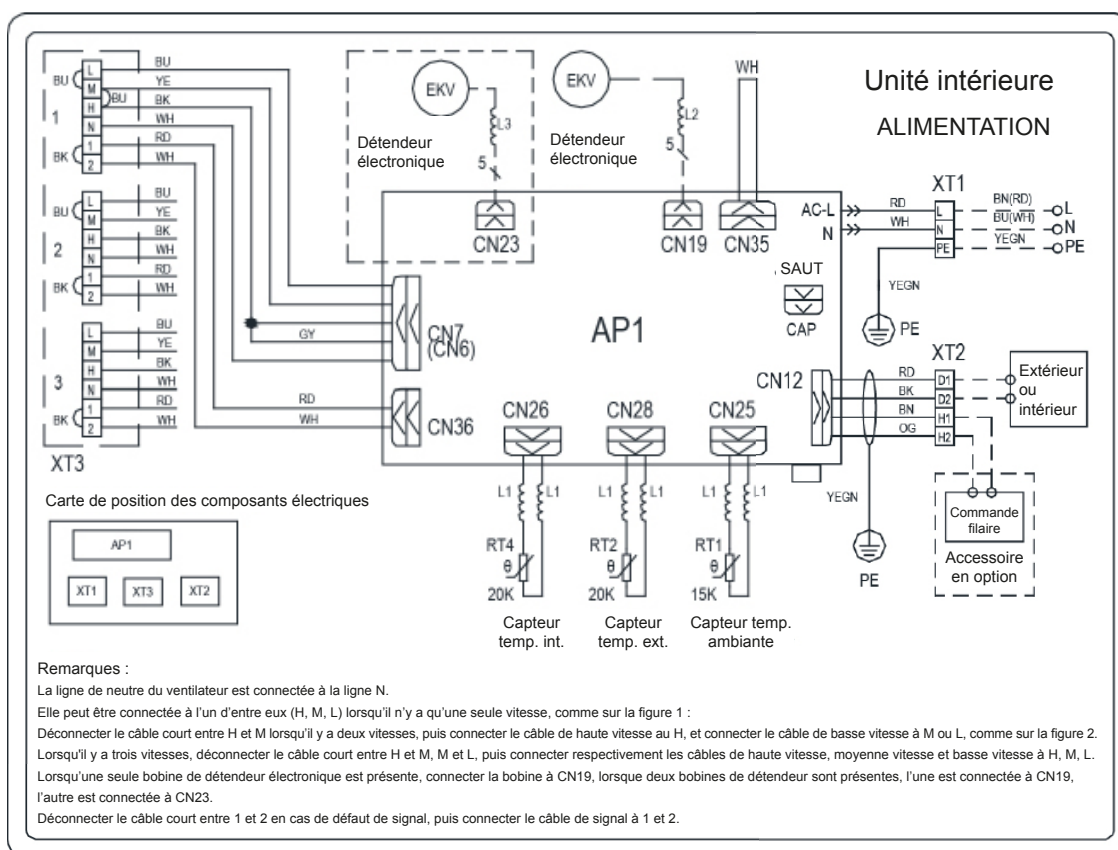 Unité intérieure
ALIMENTATION
BU
YE
BK
WH
RD
WH
BU
BU
BK
L
M
H
N
1
2
1
BU
YE
BK
WH
RD
WH
BU
BK
L
M
H
N
1
2
2
BU
YE
BK
WH
RD
WH
BK
L
M
H
N
1
2
3
XT3
EKV
L3
5
Détendeur
électronique
CN23
EKV
L2
5
Détendeur
électronique
CN19
WH
CN35
AC-L
N
RD
WH
XT1
L
N
PE
BN(RD)
BU(WH)
YEGN
L
N
PE
YEGN
PE
SAUT
CAP
AP1
GY
CN7
(CN6)
RD
WH
CN36
CN26
CN28
CN25
CN12
RD
BK
BN
OG
XT2
D1
D2
H1
H2
Extérieur
ou
intérieur
Commande
filaire
Accessoire
en option
YEGN
PE
L1
L1
L1
L1
L1
L1
RT4
θ
20K
RT2
θ
20K
RT1
θ
15K
Capteur
temp. int.
Capteur
temp. ext.
Capteur temp.
ambiante
Carte de position des composants électriques
AP1
XT1
XT3
XT2
Remarques :
La ligne de neutre du ventilateur est connectée à la ligne N.
Elle peut être connectée à l’un d’entre eux (H, M, L) lorsqu’il n’y a qu’une seule vitesse, comme sur la figure 1 :
Déconnecter le câble court entre H et M lorsqu’il y a deux vitesses, puis connecter le câble de haute vitesse au H, et connecter le câble de basse vitesse à M ou L, comme sur la figure 2.
Lorsqu'il y a trois vitesses, déconnecter le câble court entre H et M, M et L, puis connecter respectivement les câbles de haute vitesse, moyenne vitesse et basse vitesse à H, M, L.
Lorsqu’une seule bobine de détendeur électronique est présente, connecter la bobine à CN19, lorsque deux bobines de détendeur sont présentes, l’une est connectée à CN19,
l’autre est connectée à CN23.
Déconnecter le câble court entre 1 et 2 en cas de défaut de signal, puis connecter le câble de signal à 1 et 2.